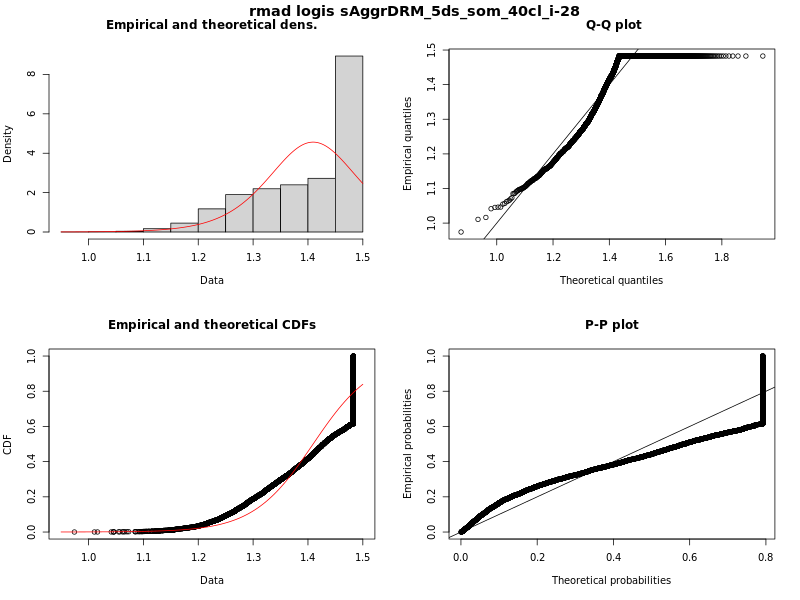 rmad logis sAggrDRM_5ds_som_40cl_i-28
Empirical and theoretical dens.
Density
0 2 4 6 8
1.0 1.1 1.2 1.3 1.4 1.5
Data
Q-Q plot
Empirical quantiles
1.0 1.1 1.2 1.3 1.4 1.5
1.0 1.2 1.4 1.6 1.8
Theoretical quantiles
Empirical and theoretical CDFs
CDF
0.0 0.2 0.4 0.6 0.8 1.0
1.0 1.1 1.2 1.3 1.4 1.5
Data
P-P plot
Empirical probabilities
0.0 0.2 0.4 0.6 0.8 1.0
0.0 0.2 0.4 0.6 0.8
Theoretical probabilities